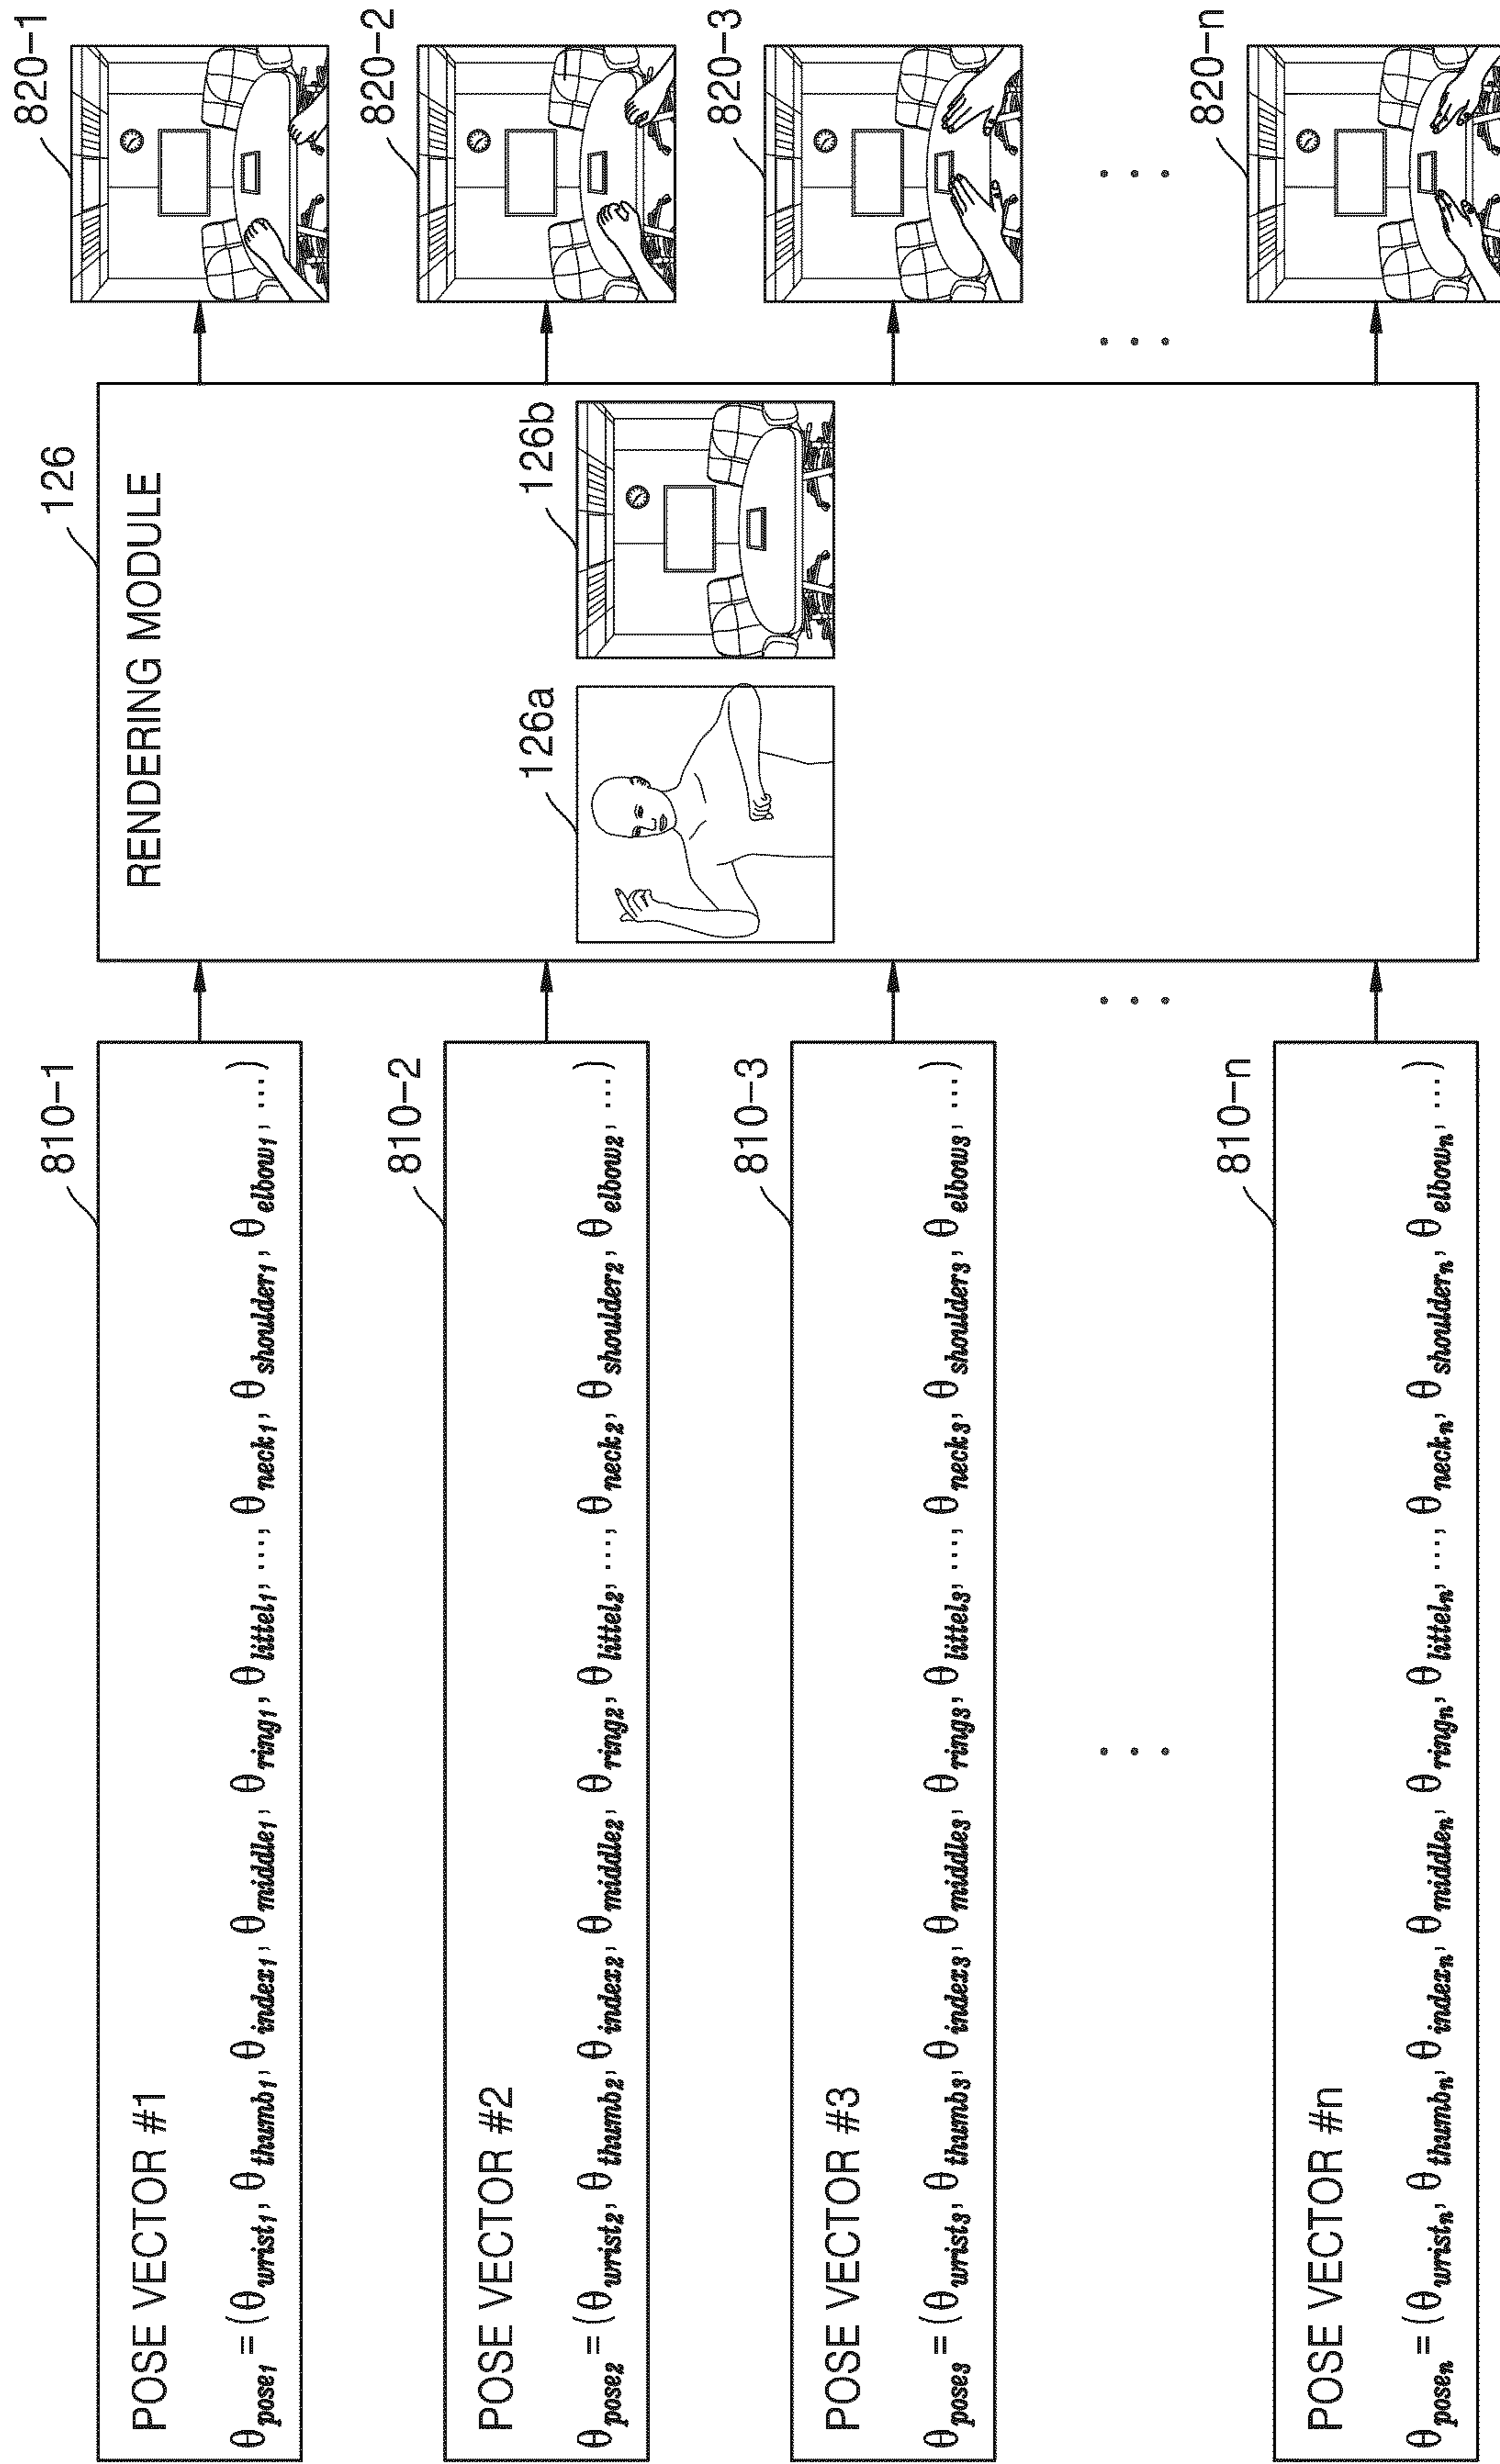 810-1
POSE VECTOR #1
θpose1 = (θwrist1, θthumb1, θindex1, θmiddle1, θring1, θlittel1, ..., θneck1, θshoulder1, θelbow1, ...)
810-2
POSE VECTOR #2
θpose2 = (θwrist2, θthumb2, θindex2, θmiddle2, θring2, θlittel2, ..., θneck2, θshoulder2, θelbow2, ...)
810-3
POSE VECTOR #3
θpose3 = (θwrist3, θthumb3, θindex3, θmiddle3, θring3, θlittel3, ..., θneck3, θshoulder3, θelbow3, ...)
810-n
POSE VECTOR #n
θposen = (θwristn, θthumbn, θindexn, θmiddlen, θringn, θlitteln, ..., θneckn, θshouldern, θelbown, ...)
126
RENDERING MODULE
126a
126b
820-1
820-2
820-3
820-n